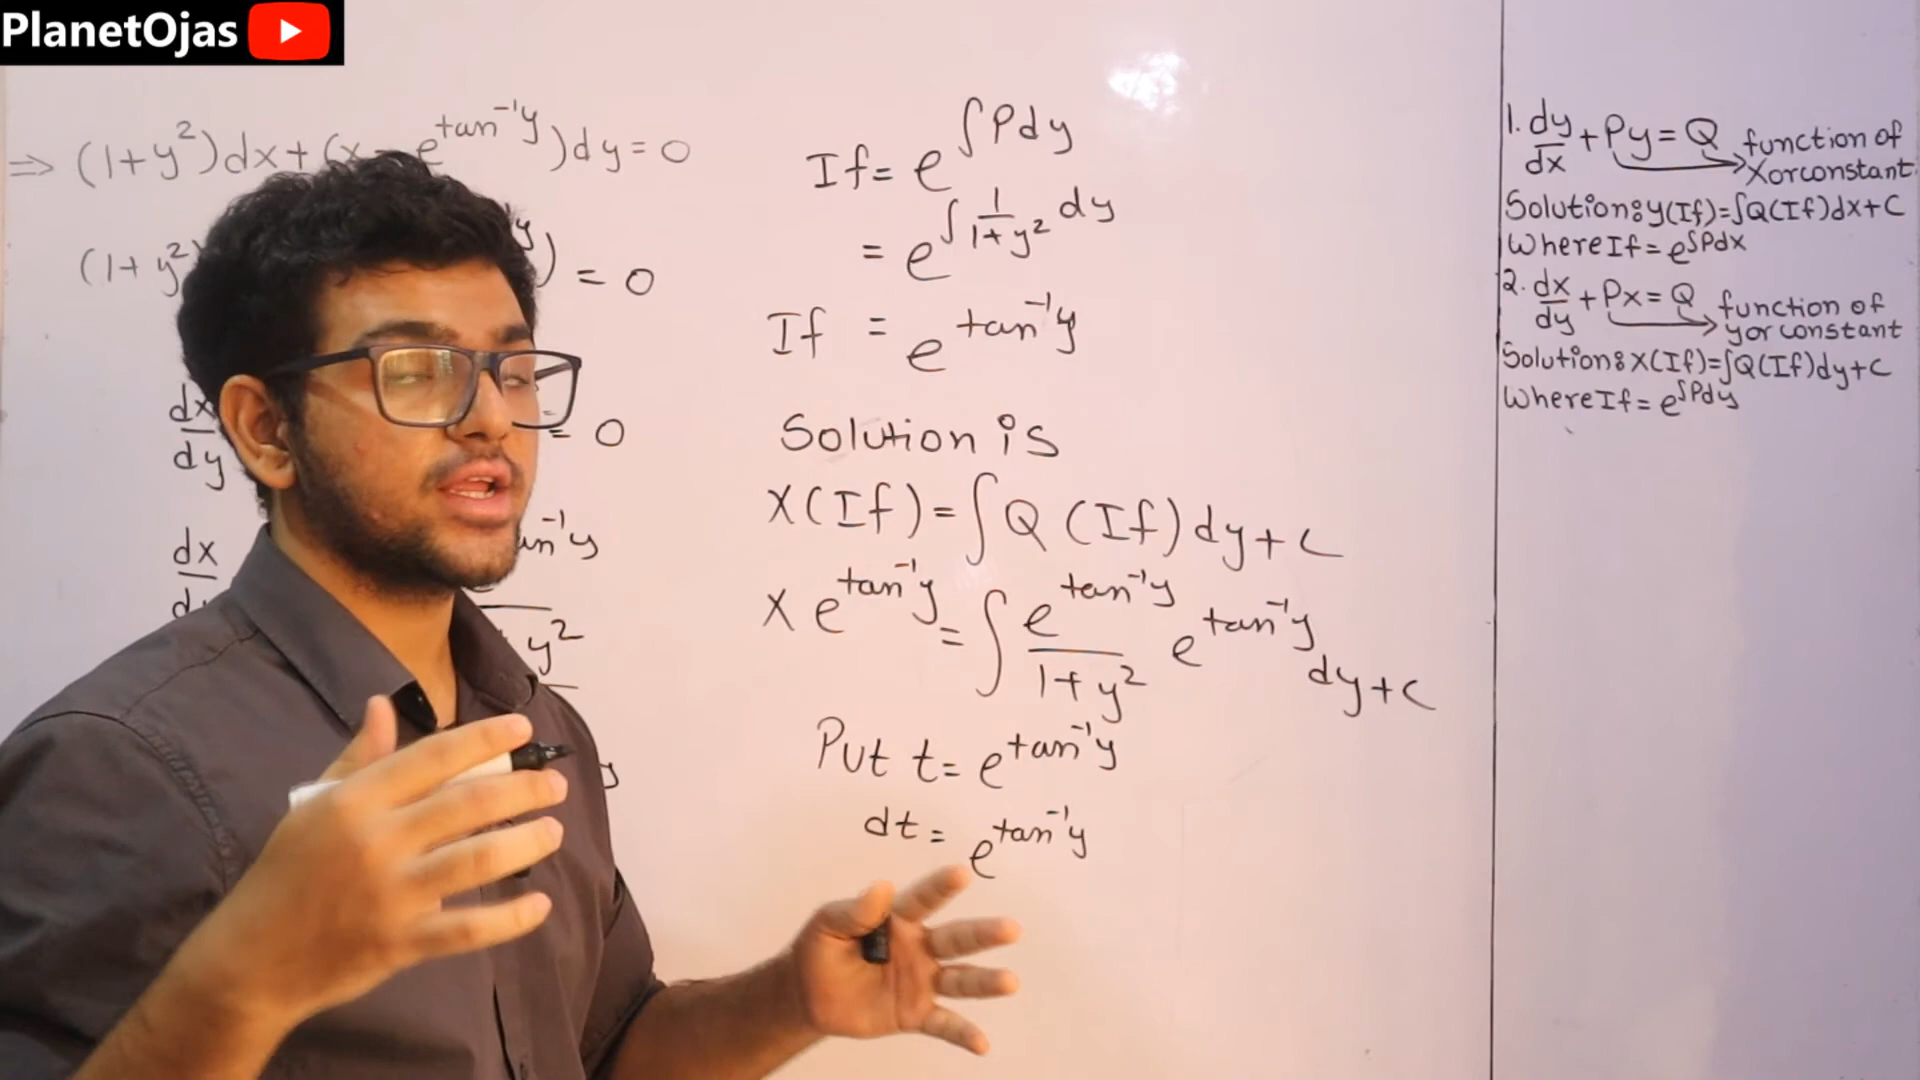 PlanetOjas
⇒ (1+y²)dx+(x-e^tan⁻¹y)dy=0
(1+y² y) = 0
dx/dy = 0
dx tan⁻¹y
y²
y
If = e^∫Pdy
= e^∫1/1+y² dy
If = e^tan⁻¹y
Solution is
X(If)=∫Q (If)dy+C
X e^tan⁻¹y = ∫ e^tan⁻¹y/1+y² e^tan⁻¹y dy+C
Put t= e^tan⁻¹y
dt= e^tan⁻¹y
1. dy/dx + Py = Q function of
X or constant.
Solution: y(If)=∫Q(If)dx+C
Where If = e^∫Pdx
2. dx/dy + Px = Q function of
y or constant
Solution: X(If)=∫Q(If)dy+C
Where If = e^∫Pdy